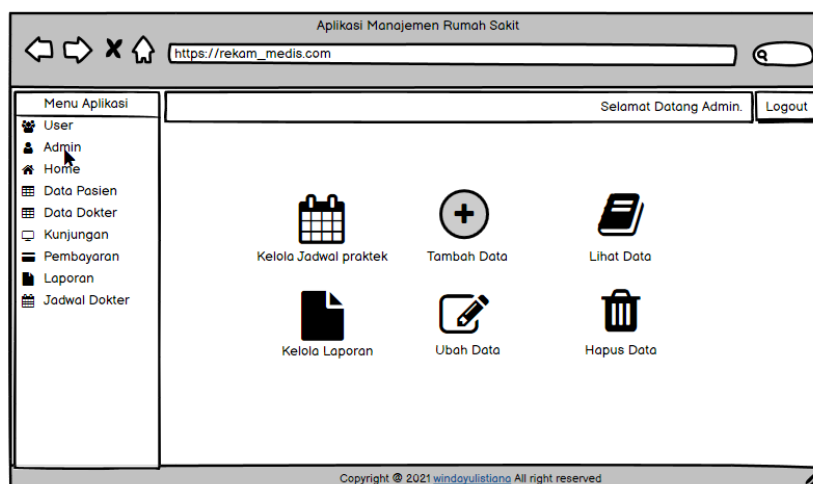 Aplikasi Manajemen Rumah Sakit
https://rekam_medis.com
Menu Aplikasi
Selamat Datang Admin.
Logout
User
Admin
Home
Data Pasien
Data Dokter
Kunjungan
Pembayaran
Laporan
Jadwal Dokter
Kelola Jadwal praktek
Tambah Data
Lihat Data
Kelola Laporan
Ubah Data
Hapus Data
Copyright @ 2021 windayulistiana All right reserved